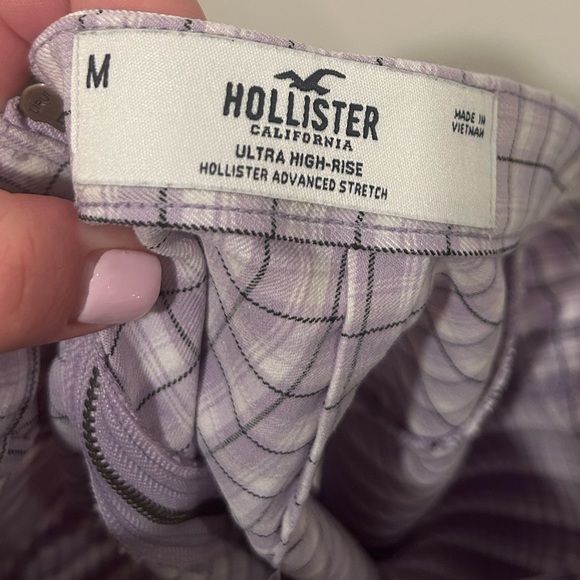 M
HOLLISTER
CALIFORNIA
ULTRA HIGH-RISE
HOLLISTER ADVANCED STRETCH
MADE IN
VIETNAM